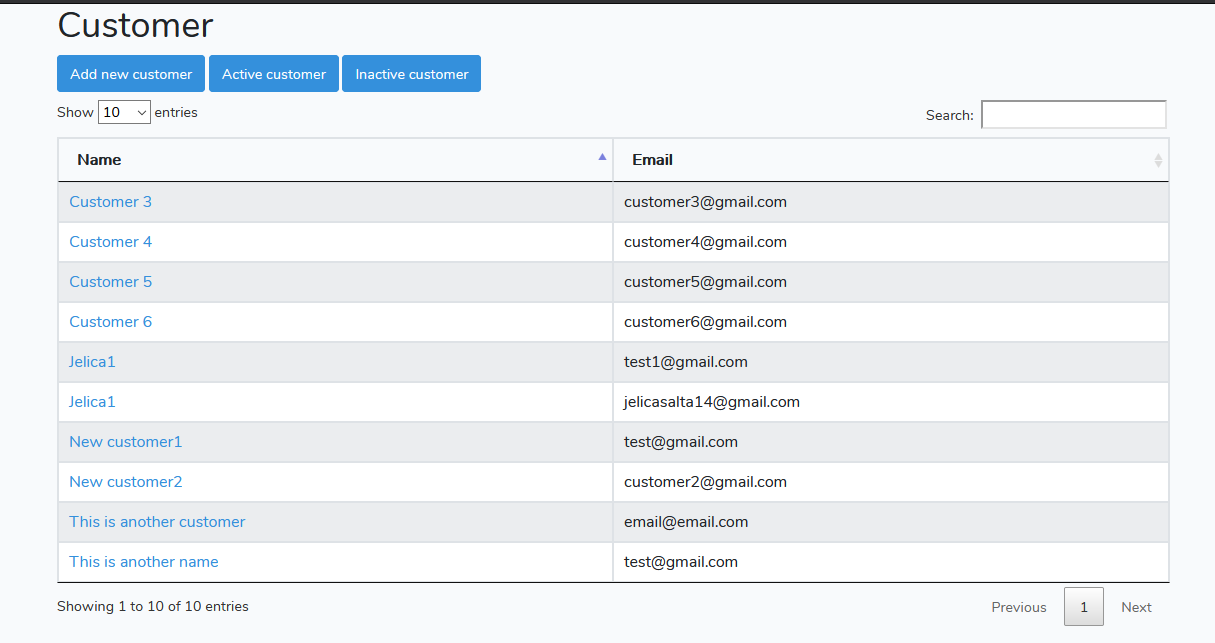 Customer
Add new customer Active customer Inactive customer
Show 10 entries Search:
Name Email
Customer 3 customer3@gmail.com
Customer 4 customer4@gmail.com
Customer 5 customer5@gmail.com
Customer 6 customer6@gmail.com
Jelica1 test1@gmail.com
Jelica1 jelicasalta14@gmail.com
New customer1 test@gmail.com
New customer2 customer2@gmail.com
This is another customer email@email.com
This is another name test@gmail.com
Showing 1 to 10 of 10 entries Previous 1 Next